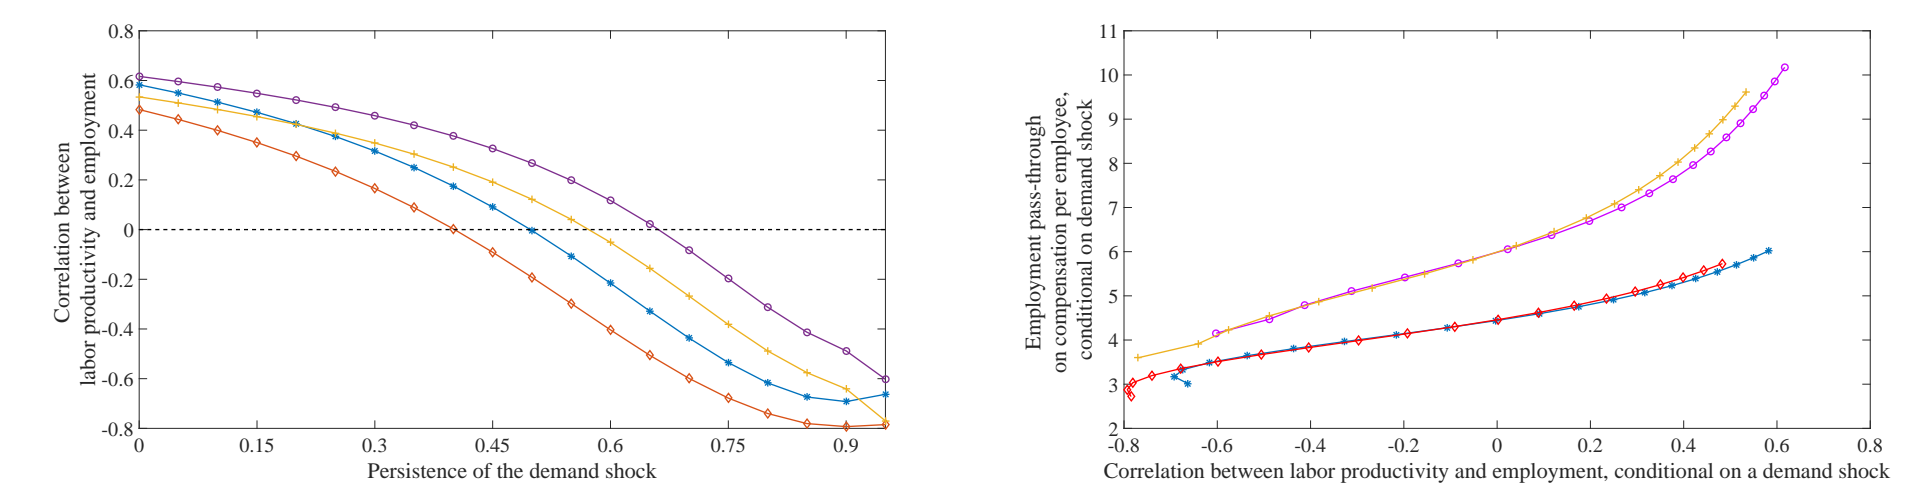 Correlation between
labor productivity and employment
0.8
0.6
0.4
0.2
0
-0.2
-0.4
-0.6
-0.8
0 0.15 0.3 0.45 0.6 0.75 0.9
Persistence of the demand shock
Employment pass-through
on compensation per employee,
conditional on demand shock
11
10
9
8
7
6
5
4
3
2
-0.8 -0.6 -0.4 -0.2 0 0.2 0.4 0.6 0.8
Correlation between labor productivity and employment, conditional on a demand shock